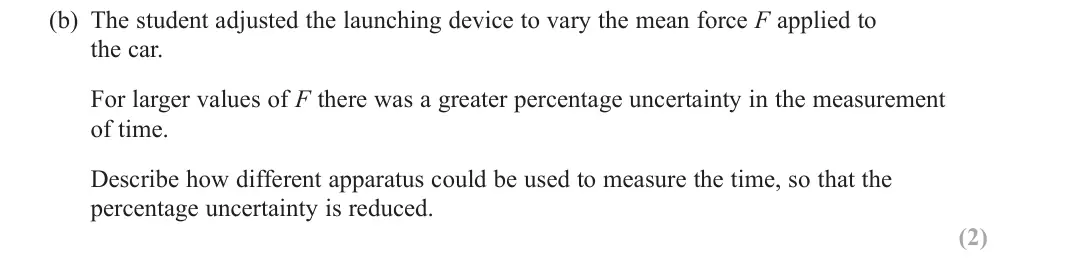 (b) The student adjusted the launching device to vary the mean force F applied to
the car.
For larger values of F there was a greater percentage uncertainty in the measurement
of time.
Describe how different apparatus could be used to measure the time, so that the
percentage uncertainty is reduced.
(2)